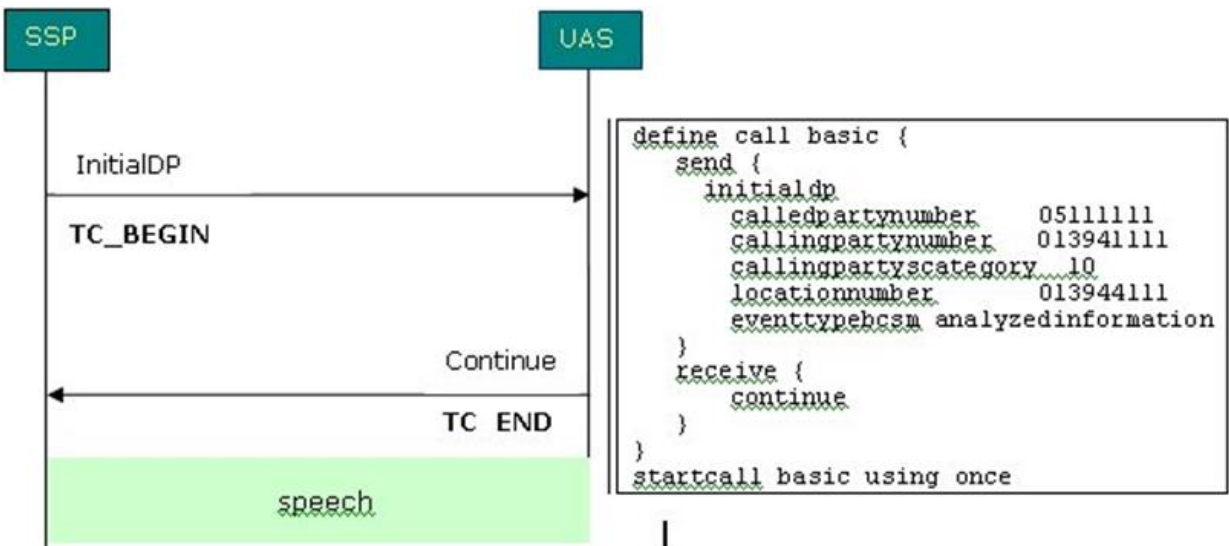 SSP
UAS
InitialDP
TC_BEGIN
Continue
TC END
speech
define call basic {
send {
initialdp
calledpartynumber 05111111
callingpartynumber 013941111
callingpartyscategory 10
locationnumber 013944111
eventtypebcsm analyzedinformation
}
receive {
continue
}
}
startcall basic using once